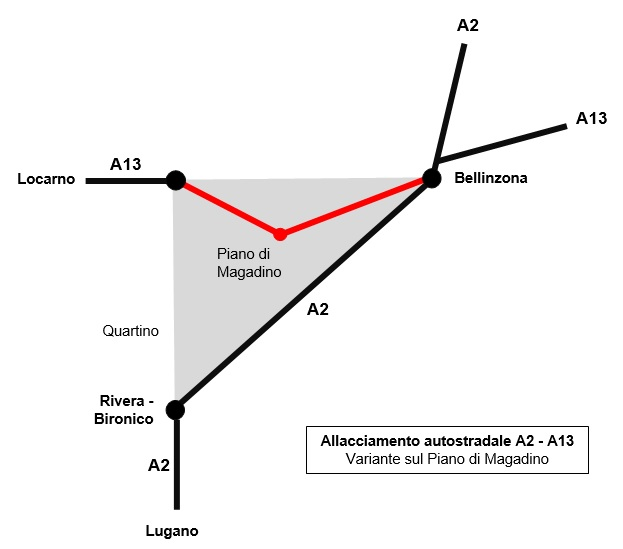 A2
A13
A13
Locarno
Bellinzona
Piano di
Magadino
A2
Quartino
Rivera -
Bironico
Allacciamento autostradale A2 - A13
Variante sul Piano di Magadino
A2
Lugano